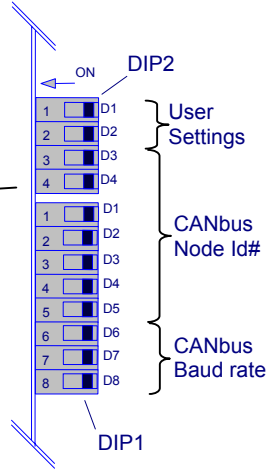 ON
DIP2
1 D1
2 D2
3 D3
4 D4
User
Settings
1 D1
2 D2
3 D3
4 D4
5 D5
6 D6
7 D7
8 D8
CANbus
Node Id#
CANbus
Baud rate
DIP1